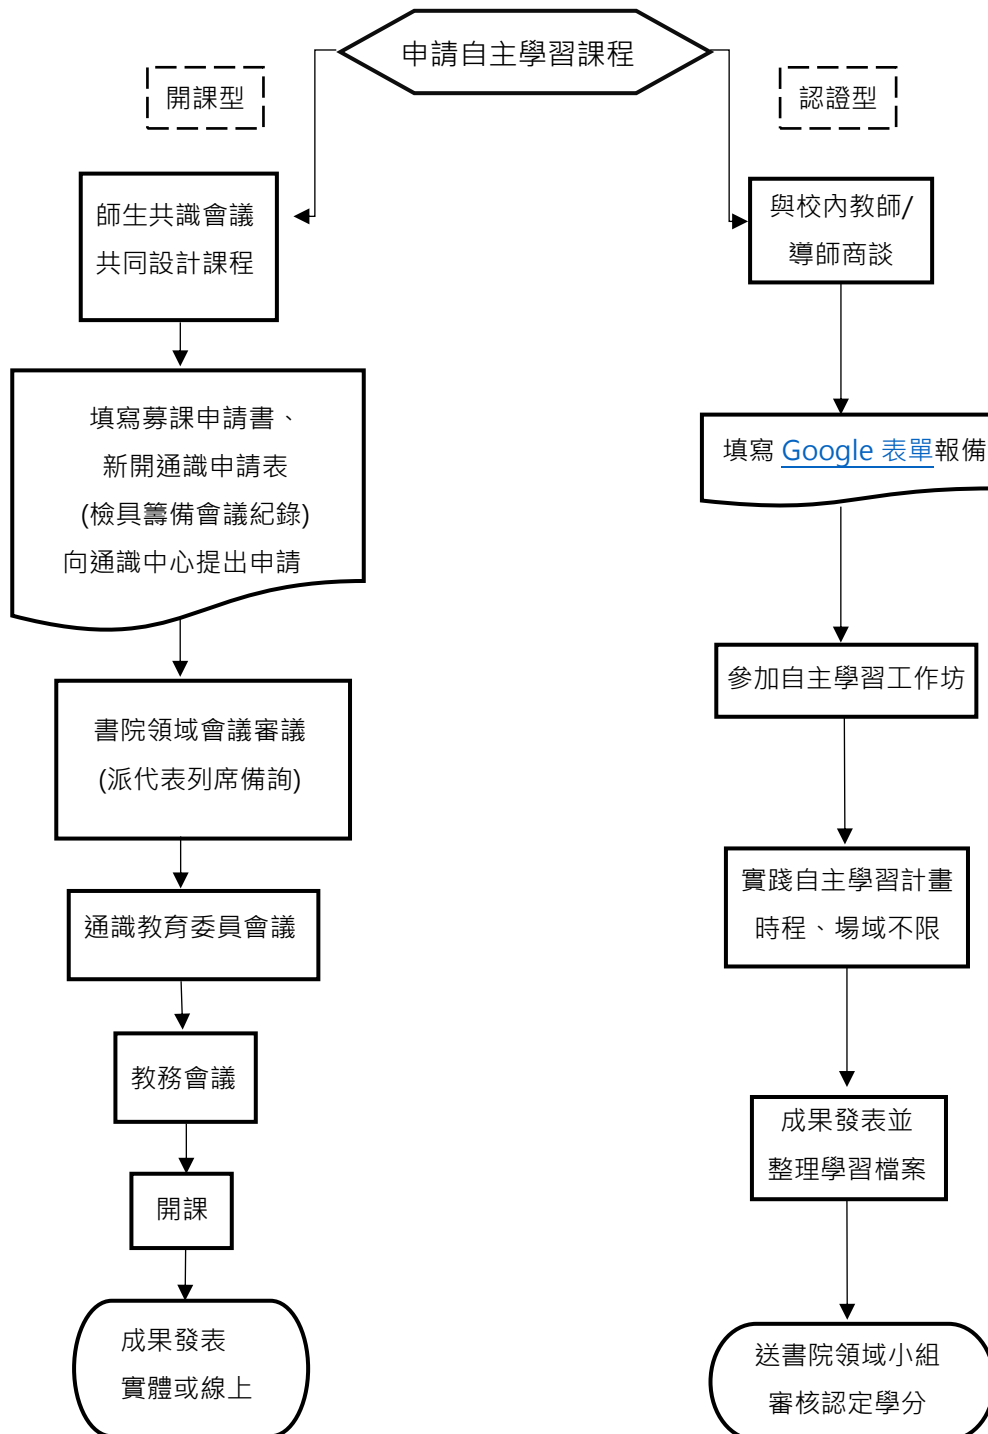 申請自主學習課程
開課型
師生共識會議
共同設計課程
填寫募課申請書、
新開通識申請表
(檢具籌備會議紀錄)
向通識中心提出申請
書院領域會議審議
(派代表列席備詢)
通識教育委員會議
教務會議
開課
成果發表
實體或線上
認證型
與校內教師/
導師商談
填寫 Google 表單報備
參加自主學習工作坊
實踐自主學習計畫
時程、場域不限
成果發表並
整理學習檔案
送書院領域小組
審核認定學分